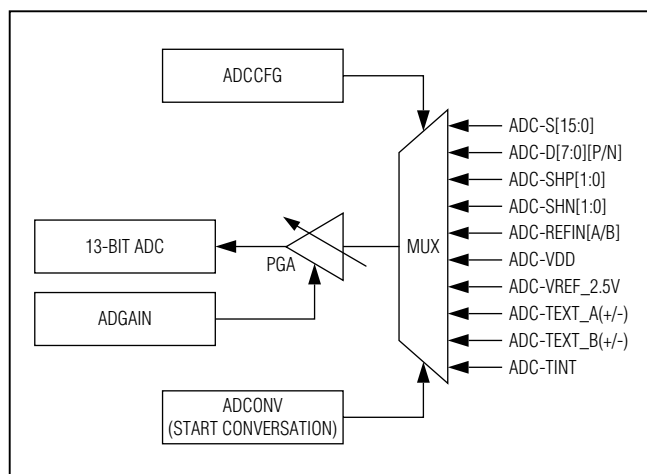 ADCCFG
ADC-S[15:0]
ADC-D[7:0][P/N]
ADC-SHP[1:0]
ADC-SHN[1:0]
13-BIT ADC
PGA
MUX
ADC-REFIN[A/B]
ADC-VDD
ADC-VREF_2.5V
ADGAIN
ADC-TEXT_A(+/-)
ADC-TEXT_B(+/-)
ADC-TINT
ADCONV
(START CONVERSATION)